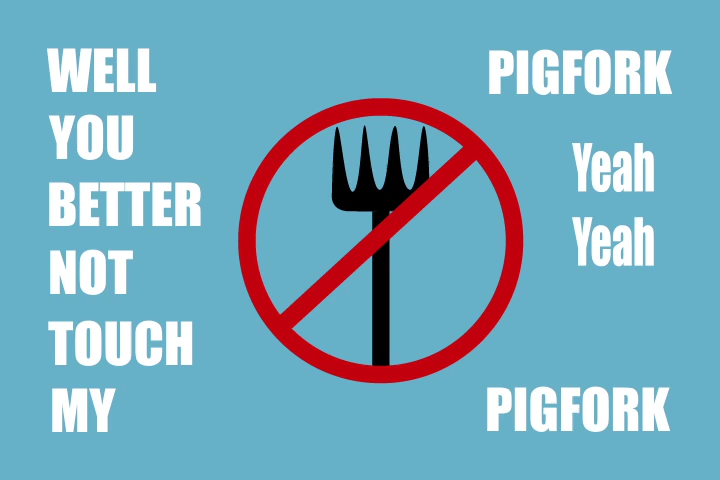 WELL
YOU
BETTER
NOT
TOUCH
MY
PIGFORK
Yeah
Yeah
PIGFORK